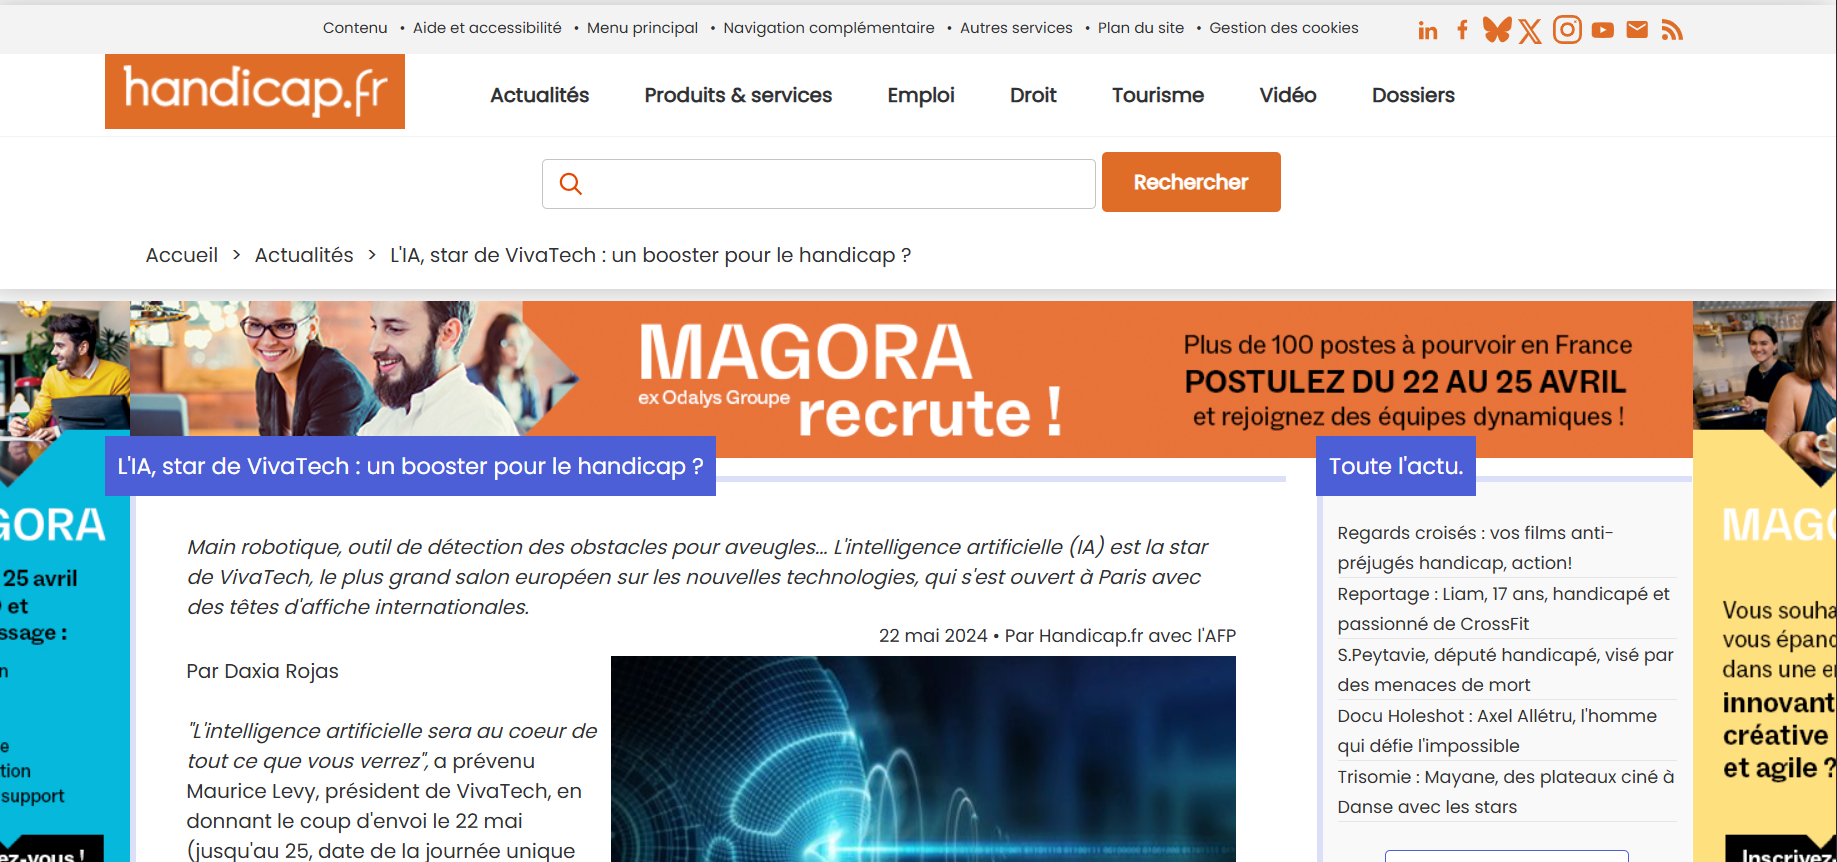 Contenu • Aide et accessibilité • Menu principal • Navigation complémentaire • Autres services • Plan du site • Gestion des cookies
handicap.fr
Actualités Produits & services Emploi Droit Tourisme Vidéo Dossiers
Rechercher
Accueil > Actualités > L'IA, star de VivaTech : un booster pour le handicap ?
MAGORA
ex Odalys Groupe
recrute !
Plus de 100 postes à pourvoir en France
POSTULEZ DU 22 AU 25 AVRIL
et rejoignez des équipes dynamiques !
L'IA, star de VivaTech : un booster pour le handicap ?
Main robotique, outil de détection des obstacles pour aveugles... L'intelligence artificielle (IA) est la star
de VivaTech, le plus grand salon européen sur les nouvelles technologies, qui s'est ouvert à Paris avec
des têtes d'affiche internationales.
22 mai 2024 • Par Handicap.fr avec l'AFP
Par Daxia Rojas
"L'intelligence artificielle sera au coeur de
tout ce que vous verrez", a prévenu
Maurice Levy, président de VivaTech, en
donnant le coup d'envoi le 22 mai
(jusqu'au 25, date de la journée unique
Toute l'actu.
Regards croisés : vos films anti-
préjugés handicap, action!
Reportage : Liam, 17 ans, handicapé et
passionné de CrossFit
S.Peytavie, député handicapé, visé par
des menaces de mort
Docu Holeshot : Axel Allétru, l'homme
qui défie l'impossible
Trisomie : Mayane, des plateaux ciné à
Danse avec les stars
GORA
25 avril
et
ssage :
n
e
tion
support
ez-vous !
MAG
Vous souha
vous épano
dans une e
innovant
créative
et agile ?
Inscrivez